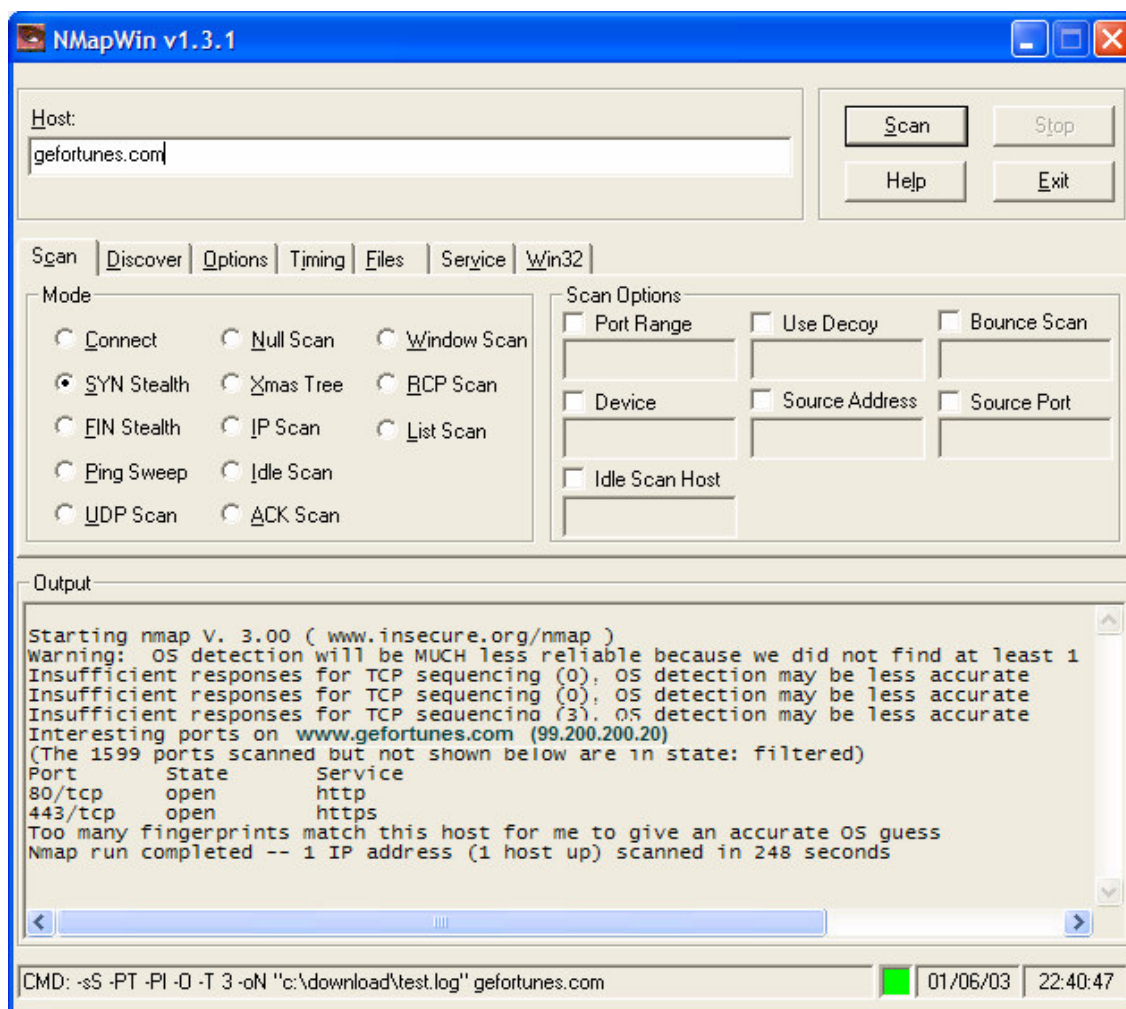 NMapWin v1.3.1
Host:
gefortunes.com
Scan
Stop
Help
Exit
Scan
Discover
Options
Timing
Files
Service
Win32
Mode
Connect
Null Scan
Window Scan
SYN Stealth
Xmas Tree
RCP Scan
FIN Stealth
IP Scan
List Scan
Ping Sweep
Idle Scan
UDP Scan
ACK Scan
Scan Options
Port Range
Use Decoy
Bounce Scan
Device
Source Address
Source Port
Idle Scan Host
Output
Starting nmap V. 3.00 ( www.insecure.org/nmap )
Warning:  OS detection will be MUCH less reliable because we did not find at least 1
Insufficient responses for TCP sequencing (0), OS detection may be less accurate
Insufficient responses for TCP sequencing (0), OS detection may be less accurate
Insufficient responses for TCP sequencing (3), OS detection may be less accurate
Interesting ports on www.gefortunes.com (99.200.200.20)
(The 1599 ports scanned but not shown below are in state: filtered)
Port State Service
80/tcp open http
443/tcp open https
Too many fingerprints match this host for me to give an accurate OS guess
Nmap run completed -- 1 IP address (1 host up) scanned in 248 seconds
CMD: -sS -PT -PI -O -T 3 -oN "c:\download\test.log" gefortunes.com
01/06/03
22:40:47